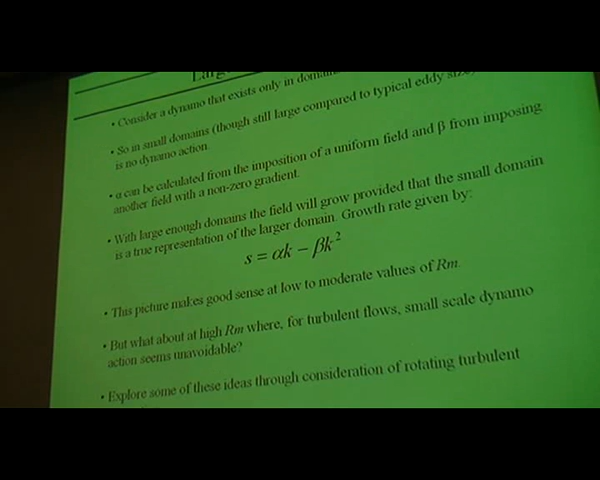 • Consider a dynamo that exists only in
• So in small domains (though still large compared to typical eddy size)
is no dynamo action.
• α can be calculated from the imposition of a uniform field and β from imposing
another field with a non-zero gradient.
• With large enough domains the field will grow provided that the small domain
is a true representation of the larger domain. Growth rate given by:
s = αk − βk²
• This picture makes good sense at low to moderate values of Rm.
• But what about at high Rm where, for turbulent flows, small scale dynamo
action seems unavoidable?
• Explore some of these ideas through consideration of rotating turbulent